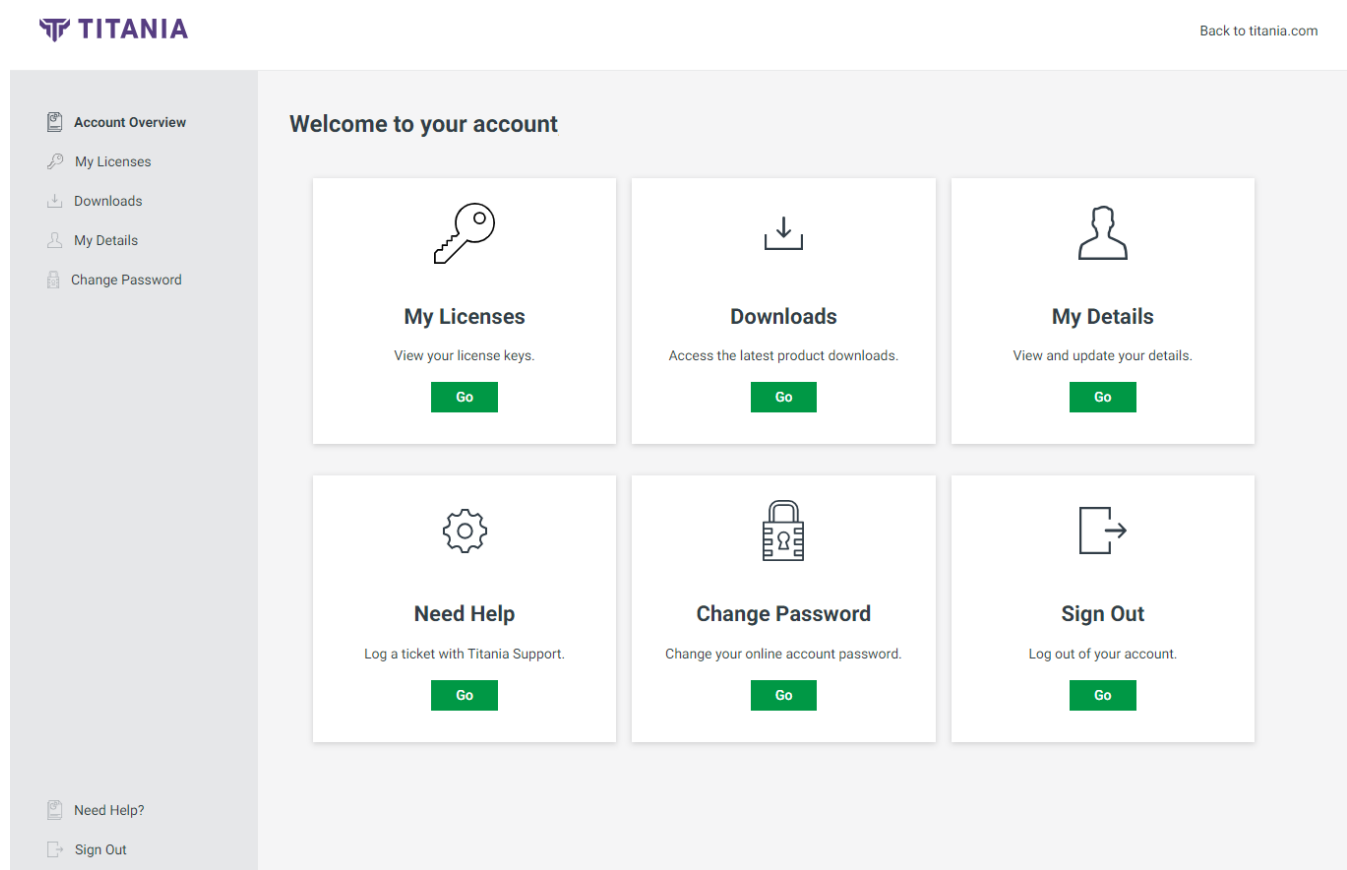 TITANIA
Back to titania.com
Account Overview
My Licenses
Downloads
My Details
Change Password
Welcome to your account
My Licenses
View your license keys.
Go
Downloads
Access the latest product downloads.
Go
My Details
View and update your details.
Go
Need Help
Log a ticket with Titania Support.
Go
Change Password
Change your online account password.
Go
Sign Out
Log out of your account.
Go
Need Help?
Sign Out